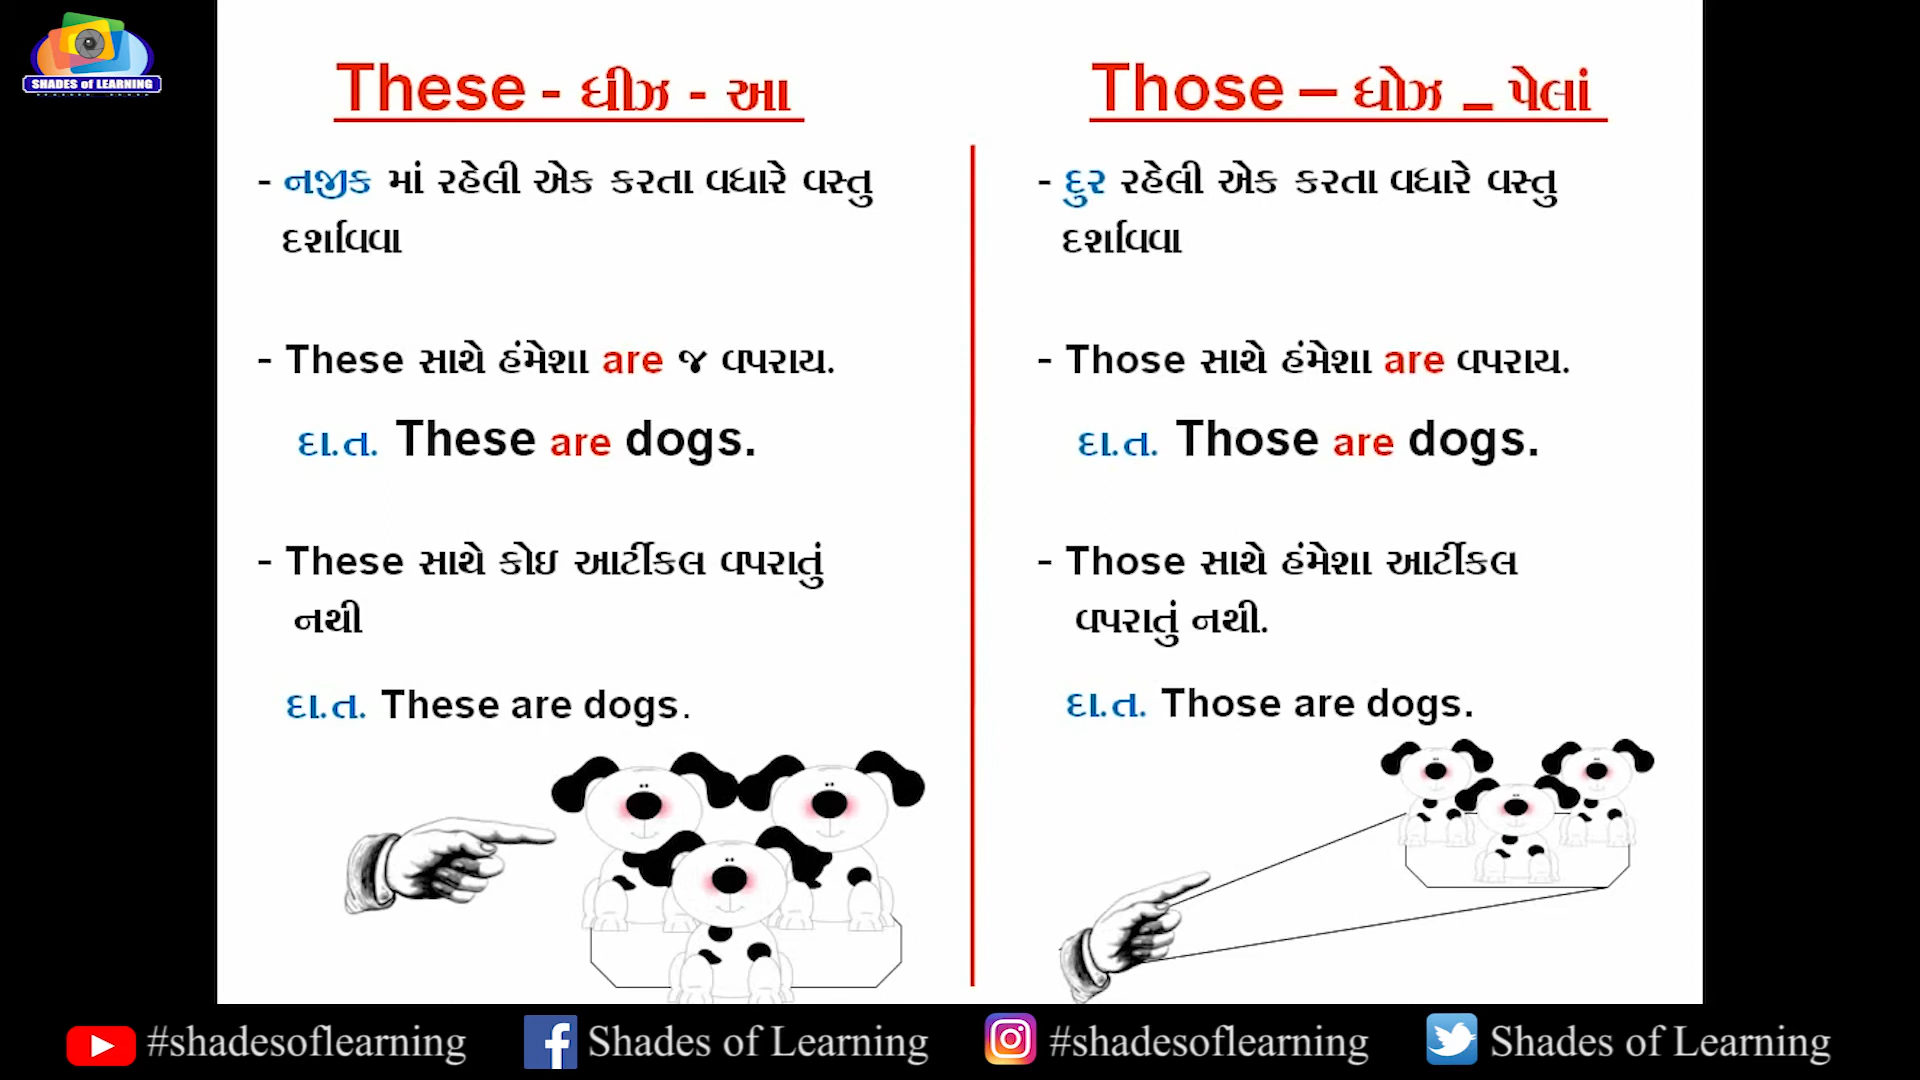 SHADES of LEARNING
These - ધીઝ - આ
- નજીક માં રહેલી એક કરતા વધારે વસ્તુ
દર્શાવવા
- These સાથે હંમેશા are જ વપરાય.
દા.ત. These are dogs.
- These સાથે કોઇ આર્ટીકલ વપરાતું
નથી
દા.ત. These are dogs.
Those – ધોઝ – પેલાં
- દુર રહેલી એક કરતા વધારે વસ્તુ
દર્શાવવા
- Those સાથે હંમેશા are વપરાય.
દા.ત. Those are dogs.
- Those સાથે હંમેશા આર્ટીકલ
વપરાતું નથી.
દા.ત. Those are dogs.
#shadesoflearning
Shades of Learning
#shadesoflearning
Shades of Learning